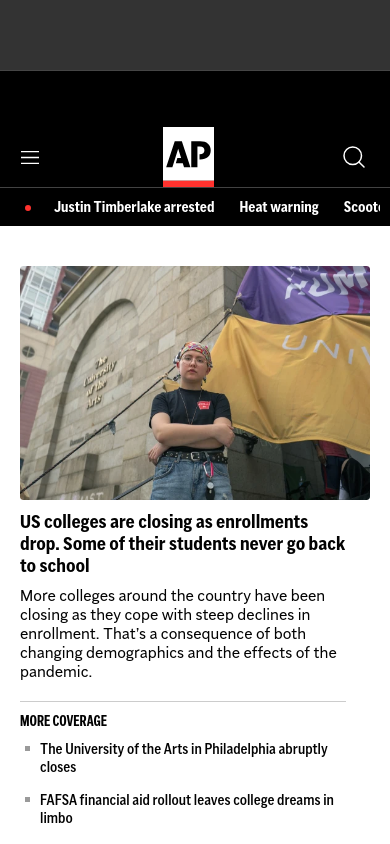 AP
Justin Timberlake arrested Heat warning Scoot
The
University
of the
Arts
UNIV
US colleges are closing as enrollments
drop. Some of their students never go back
to school
More colleges around the country have been
closing as they cope with steep declines in
enrollment. That's a consequence of both
changing demographics and the effects of the
pandemic.
MORE COVERAGE
The University of the Arts in Philadelphia abruptly
closes
FAFSA financial aid rollout leaves college dreams in
limbo